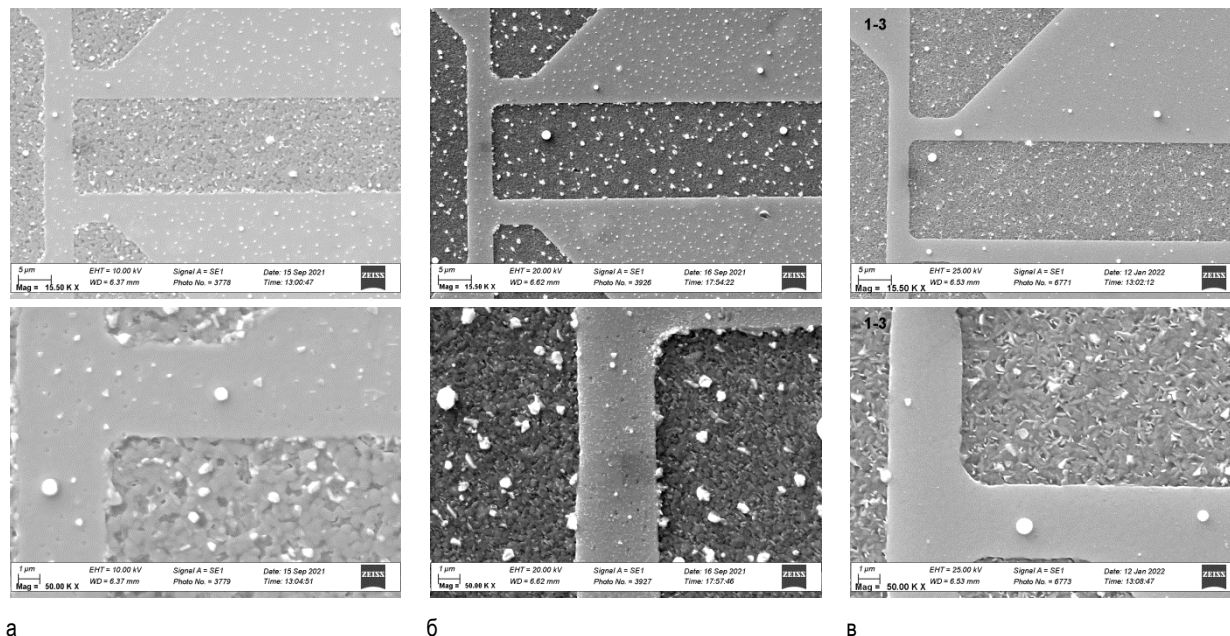 5 µm
Mag = 15.50 K X
EHT = 10.00 kV
WD = 6.37 mm
Signal A = SE1
Photo No. = 3778
Date: 15 Sep 2021
Time: 13:00:47
ZEISS
5 µm
Mag = 15.50 K X
EHT = 20.00 kV
WD = 6.62 mm
Signal A = SE1
Photo No. = 3926
Date: 16 Sep 2021
Time: 17:54:22
ZEISS
1-3
5 µm
Mag = 15.50 K X
EHT = 25.00 kV
WD = 6.53 mm
Signal A = SE1
Photo No. = 6771
Date: 12 Jan 2022
Time: 13:02:12
ZEISS
1 µm
Mag = 50.00 K X
EHT = 10.00 kV
WD = 6.37 mm
Signal A = SE1
Photo No. = 3779
Date: 15 Sep 2021
Time: 13:04:51
ZEISS
1 µm
Mag = 50.00 K X
EHT = 20.00 kV
WD = 6.62 mm
Signal A = SE1
Photo No. = 3927
Date: 16 Sep 2021
Time: 17:57:46
ZEISS
1-3
1 µm
Mag = 50.00 K X
EHT = 25.00 kV
WD = 6.53 mm
Signal A = SE1
Photo No. = 6773
Date: 12 Jan 2022
Time: 13:08:47
ZEISS
а
б
в